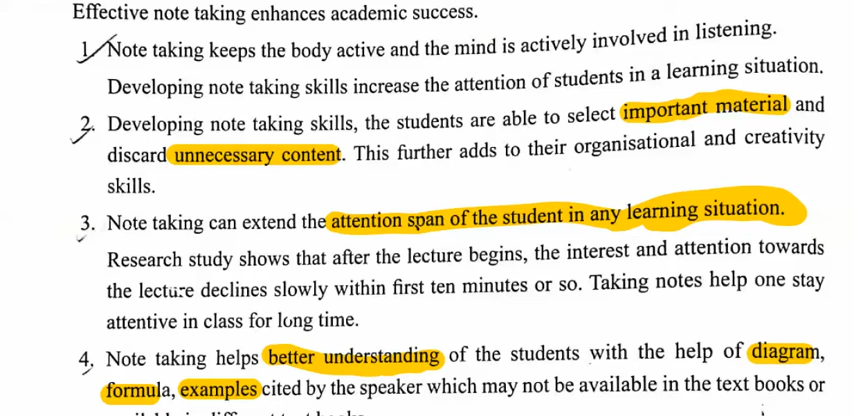 Effective note taking enhances academic success.
1. Note taking keeps the body active and the mind is actively involved in listening.
Developing note taking skills increase the attention of students in a learning situation.
2. Developing note taking skills, the students are able to select important material and
discard unnecessary content. This further adds to their organisational and creativity
skills.
3. Note taking can extend the attention span of the student in any learning situation.
Research study shows that after the lecture begins, the interest and attention towards
the lecture declines slowly within first ten minutes or so. Taking notes help one stay
attentive in class for long time.
4. Note taking helps better understanding of the students with the help of diagram,
formula, examples cited by the speaker which may not be available in the text books or